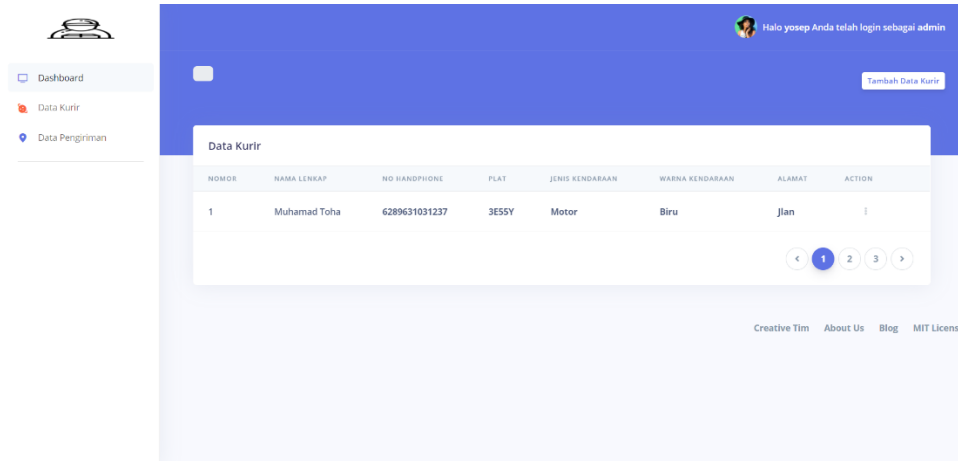 Halo yosep Anda telah login sebagai admin
Dashboard
Data Kurir
Data Pengiriman
Tambah Data Kurir
Data Kurir
NOMOR NAMA LENKAP NO HANDPHONE PLAT JENIS KENDARAAN WARNA KENDARAAN ALAMAT ACTION
1 Muhamad Toha 6289631031237 3E55Y Motor Biru Jlan
1 2 3
Creative Tim About Us Blog MIT Licens